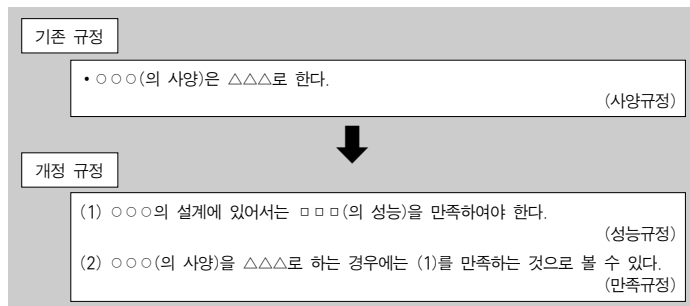 기존 규정
• ○○○(의 사양)은 △△△로 한다.
(사양규정)
개정 규정
(1) ○○○의 설계에 있어서는 □□□(의 성능)을 만족하여야 한다.
(성능규정)
(2) ○○○(의 사양)을 △△△로 하는 경우에는 (1)를 만족하는 것으로 볼 수 있다.
(만족규정)